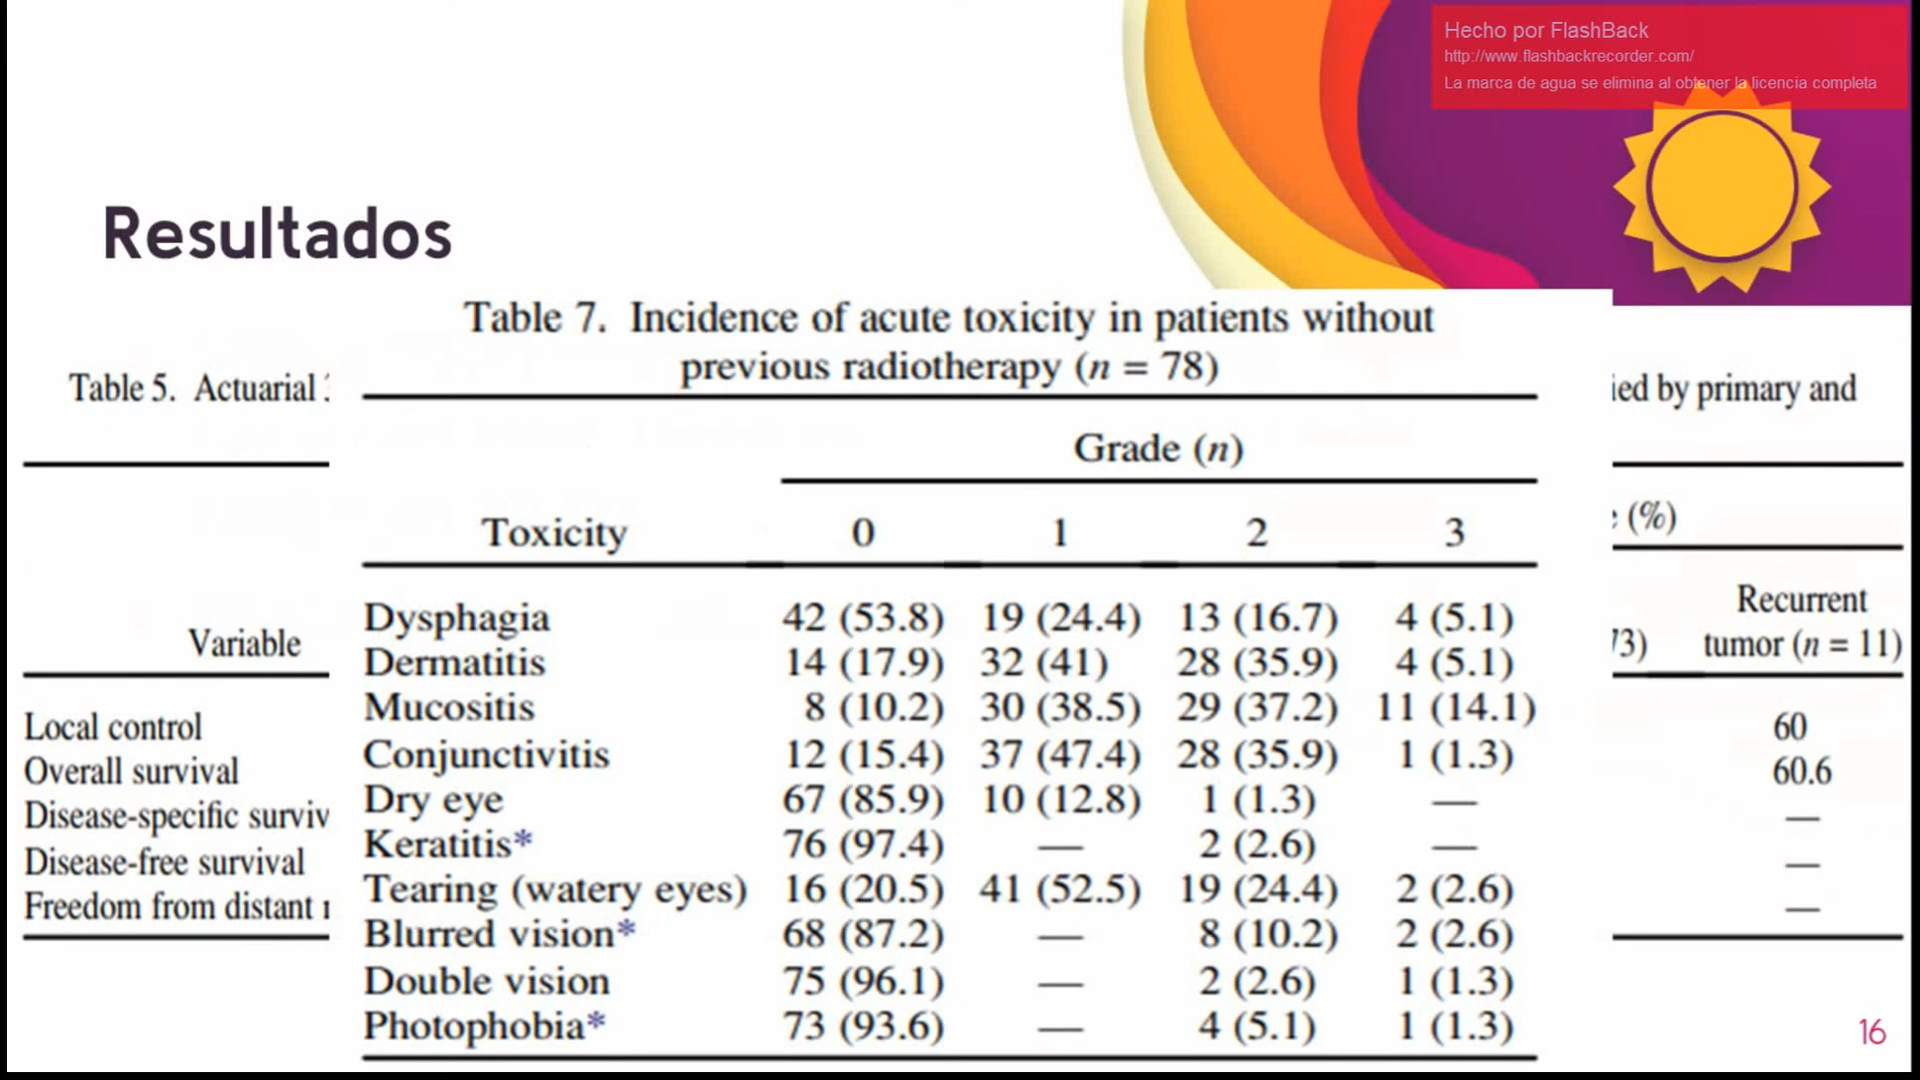 Hecho por FlashBack
http://www.flashbackrecorder.com/
La marca de agua se elimina al obtener la licencia completa
Resultados
Table 7. Incidence of acute toxicity in patients without
previous radiotherapy (n = 78)
Grade (n)
Toxicity 0 1 2 3
Dysphagia 42 (53.8) 19 (24.4) 13 (16.7) 4 (5.1)
Dermatitis 14 (17.9) 32 (41) 28 (35.9) 4 (5.1)
Mucositis 8 (10.2) 30 (38.5) 29 (37.2) 11 (14.1)
Conjunctivitis 12 (15.4) 37 (47.4) 28 (35.9) 1 (1.3)
Dry eye 67 (85.9) 10 (12.8) 1 (1.3) —
Keratitis* 76 (97.4) — 2 (2.6) —
Tearing (watery eyes) 16 (20.5) 41 (52.5) 19 (24.4) 2 (2.6)
Blurred vision* 68 (87.2) — 8 (10.2) 2 (2.6)
Double vision 75 (96.1) — 2 (2.6) 1 (1.3)
Photophobia* 73 (93.6) — 4 (5.1) 1 (1.3)
Table 5. Actuarial
by primary and
(%)
Recurrent
Variable tumor (n = 11)
Local control 60
Overall survival 60.6
Disease-specific —
Disease-free survival —
Freedom from distant —
16